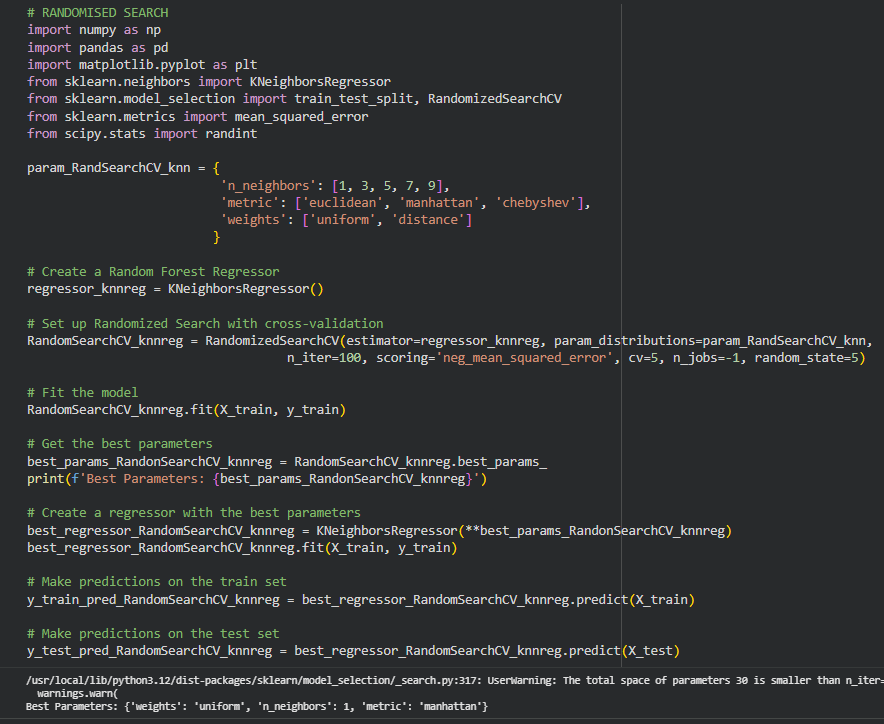 # RANDOMISED SEARCH
import numpy as np
import pandas as pd
import matplotlib.pyplot as plt
from sklearn.neighbors import KNeighborsRegressor
from sklearn.model_selection import train_test_split, RandomizedSearchCV
from sklearn.metrics import mean_squared_error
from scipy.stats import randint

param_RandSearchCV_knn = {
                          'n_neighbors': [1, 3, 5, 7, 9],
                          'metric': ['euclidean', 'manhattan', 'chebyshev'],
                          'weights': ['uniform', 'distance']
                         }

# Create a Random Forest Regressor
regressor_knnreg = KNeighborsRegressor()

# Set up Randomized Search with cross-validation
RandomSearchCV_knnreg = RandomizedSearchCV(estimator=regressor_knnreg, param_distributions=param_RandSearchCV_knn,
                                   n_iter=100, scoring='neg_mean_squared_error', cv=5, n_jobs=-1, random_state=5)

# Fit the model
RandomSearchCV_knnreg.fit(X_train, y_train)

# Get the best parameters
best_params_RandonSearchCV_knnreg = RandomSearchCV_knnreg.best_params_
print(f'Best Parameters: {best_params_RandonSearchCV_knnreg}')

# Create a regressor with the best parameters
best_regressor_RandomSearchCV_knnreg = KNeighborsRegressor(**best_params_RandonSearchCV_knnreg)
best_regressor_RandomSearchCV_knnreg.fit(X_train, y_train)

# Make predictions on the train set
y_train_pred_RandomSearchCV_knnreg = best_regressor_RandomSearchCV_knnreg.predict(X_train)

# Make predictions on the test set
y_test_pred_RandomSearchCV_knnreg = best_regressor_RandomSearchCV_knnreg.predict(X_test)
/usr/local/lib/python3.12/dist-packages/sklearn/model_selection/_search.py:317: UserWarning: The total space of parameters 30 is smaller than n_iter=
  warnings.warn(
Best Parameters: {'weights': 'uniform', 'n_neighbors': 1, 'metric': 'manhattan'}